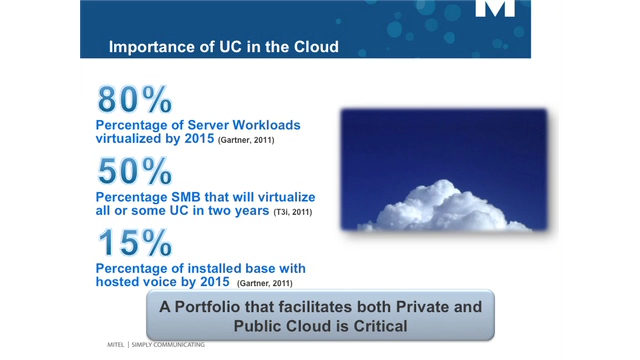 M
Importance of UC in the Cloud
80%
Percentage of Server Workloads
virtualized by 2015 (Gartner, 2011)
50%
Percentage SMB that will virtualize
all or some UC in two years (T3i, 2011)
15%
Percentage of installed base with
hosted voice by 2015 (Gartner, 2011)
A Portfolio that facilitates both Private and
Public Cloud is Critical
MITEL | SIMPLY COMMUNICATING